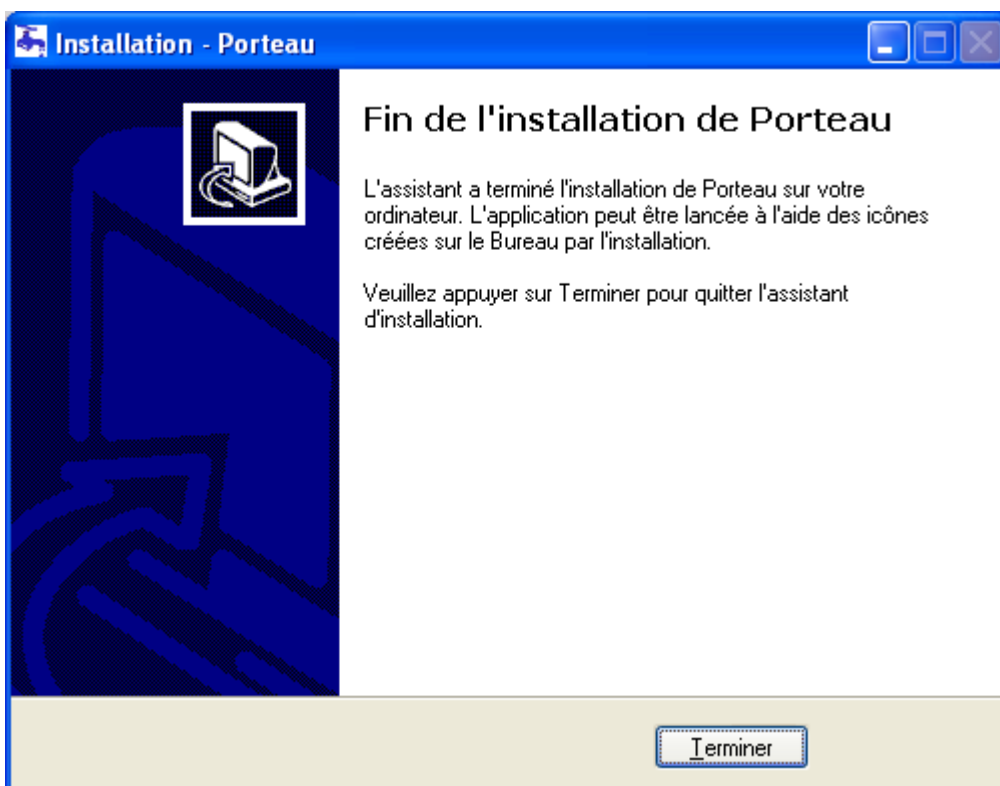 Installation - Porteau
Fin de l'installation de Porteau
L'assistant a terminé l'installation de Porteau sur votre
ordinateur. L'application peut être lancée à l'aide des icônes
créées sur le Bureau par l'installation.
Veuillez appuyer sur Terminer pour quitter l'assistant
d'installation.
Terminer